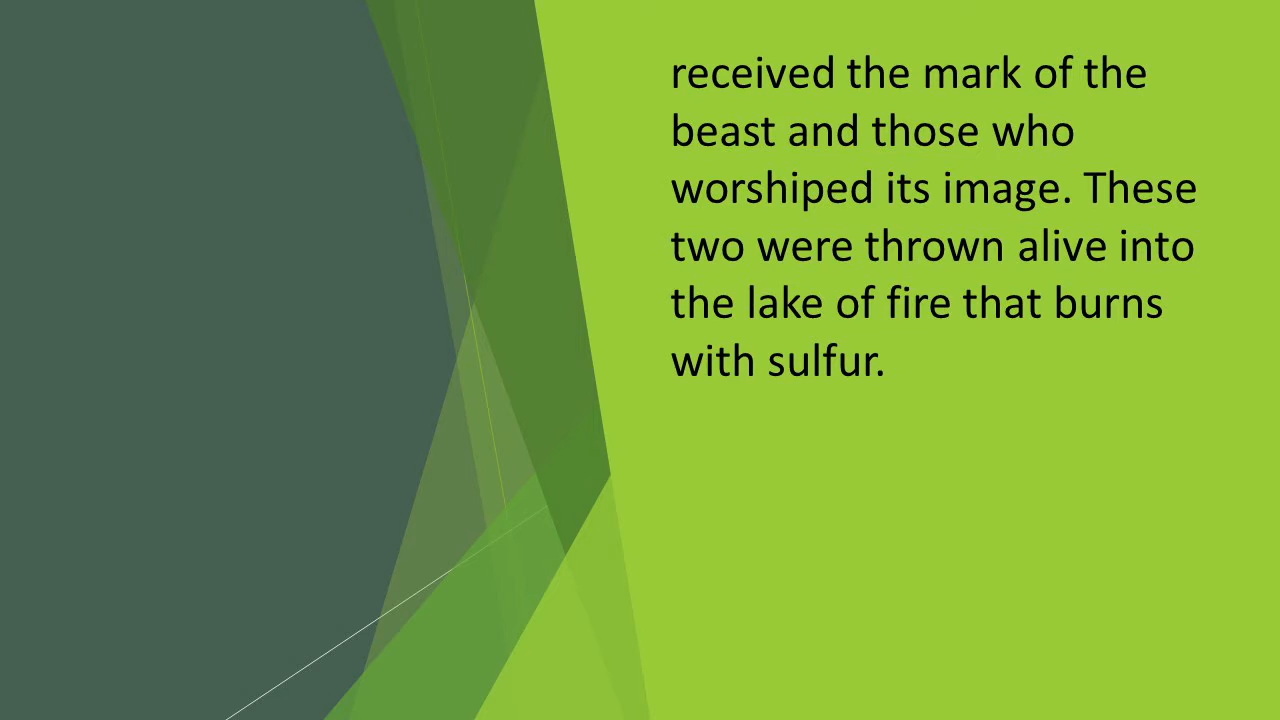 received the mark of the
beast and those who
worshiped its image. These
two were thrown alive into
the lake of fire that burns
with sulfur.